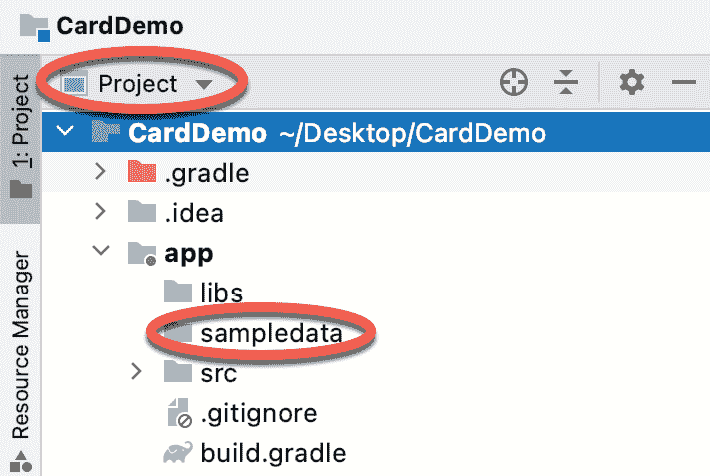 CardDemo
Project
1: Project
CardDemo ~/Desktop/CardDemo
.gradle
.idea
app
libs
sampledata
src
.gitignore
build.gradle
Resource Manager